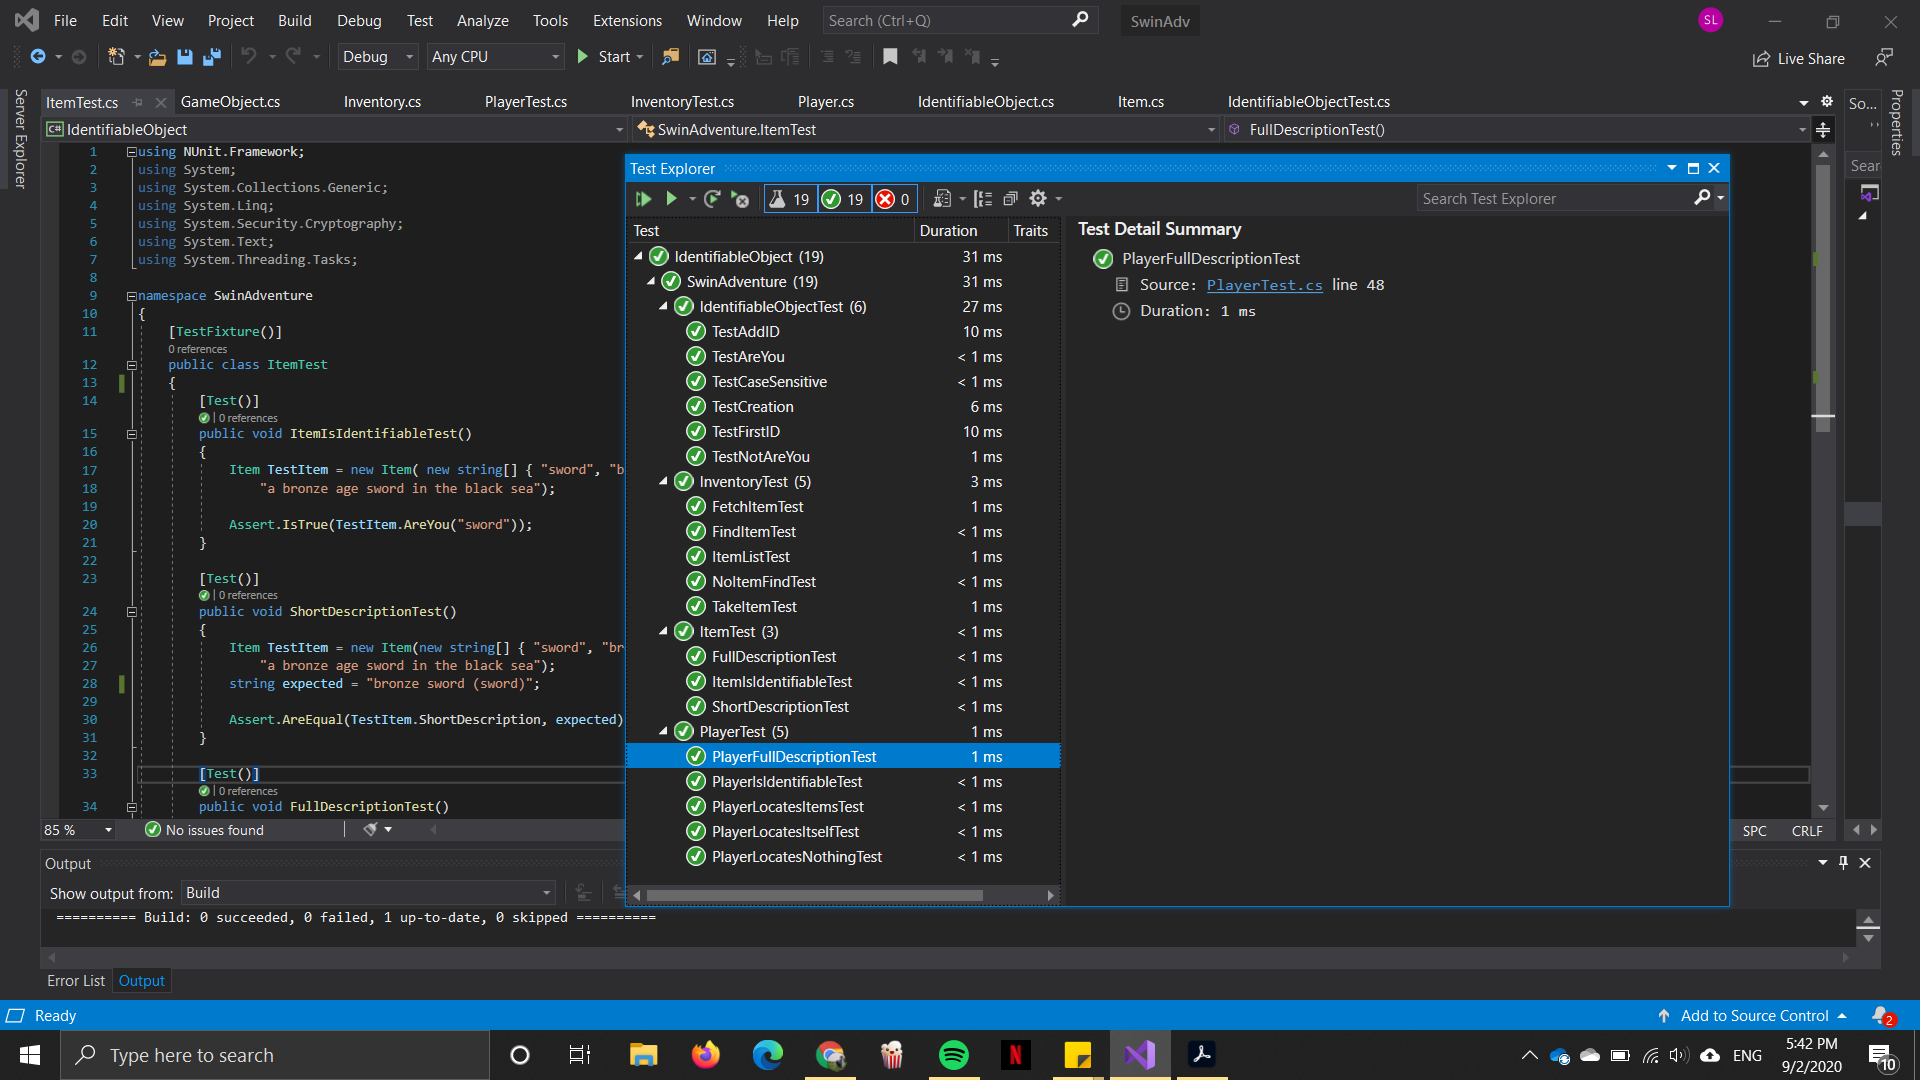 File Edit View Project Build Debug Test Analyze Tools Extensions Window Help Search (Ctrl+Q) SwinAdv SL
Debug Any CPU Start Live Share
Server Explorer
ItemTest.cs GameObject.cs Inventory.cs PlayerTest.cs InventoryTest.cs Player.cs IdentifiableObject.cs Item.cs IdentifiableObjectTest.cs So... Properties
C# IdentifiableObject SwinAdventure.ItemTest FullDescriptionTest()
Sear
1 using NUnit.Framework;
2 using System;
3 using System.Collections.Generic;
4 using System.Linq;
5 using System.Security.Cryptography;
6 using System.Text;
7 using System.Threading.Tasks;
8
9 namespace SwinAdventure
10 {
11 [TestFixture()]
0 references
12 public class ItemTest
13 {
14 [Test()]
| 0 references
15 public void ItemIsIdentifiableTest()
16 {
17 Item TestItem = new Item( new string[] { "sword", "b
18 "a bronze age sword in the black sea");
19
20 Assert.IsTrue(TestItem.AreYou("sword"));
21 }
22
23 [Test()]
| 0 references
24 public void ShortDescriptionTest()
25 {
26 Item TestItem = new Item(new string[] { "sword", "br
27 "a bronze age sword in the black sea");
28 string expected = "bronze sword (sword)";
29
30 Assert.AreEqual(TestItem.ShortDescription, expected)
31 }
32
33 [Test()]
| 0 references
34 public void FullDescriptionTest()
85 % No issues found SPC CRLF
Test Explorer
19 19 0 Search Test Explorer
Test Duration Traits
IdentifiableObject (19) 31 ms
SwinAdventure (19) 31 ms
IdentifiableObjectTest (6) 27 ms
TestAddID 10 ms
TestAreYou < 1 ms
TestCaseSensitive < 1 ms
TestCreation 6 ms
TestFirstID 10 ms
TestNotAreYou 1 ms
InventoryTest (5) 3 ms
FetchItemTest 1 ms
FindItemTest < 1 ms
ItemListTest 1 ms
NoItemFindTest < 1 ms
TakeItemTest 1 ms
ItemTest (3) < 1 ms
FullDescriptionTest < 1 ms
ItemIsIdentifiableTest < 1 ms
ShortDescriptionTest < 1 ms
PlayerTest (5) 1 ms
PlayerFullDescriptionTest 1 ms
PlayerIsIdentifiableTest < 1 ms
PlayerLocatesItemsTest < 1 ms
PlayerLocatesItselfTest < 1 ms
PlayerLocatesNothingTest < 1 ms
Test Detail Summary
PlayerFullDescriptionTest
Source: PlayerTest.cs line 48
Duration: 1 ms
Output
Show output from: Build
========== Build: 0 succeeded, 0 failed, 1 up-to-date, 0 skipped ==========
Error List Output
Ready Add to Source Control 2
Type here to search N ENG 5:42 PM
9/2/2020 10